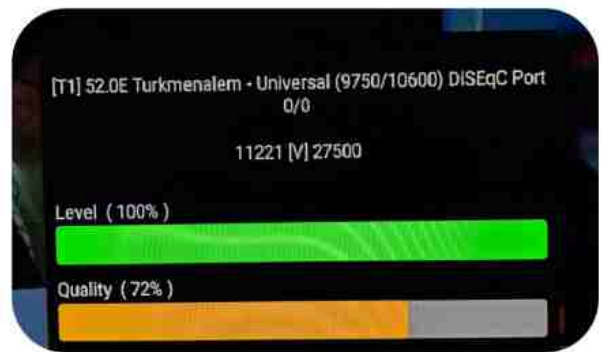 [T1] 52.0E Turkmenalem - Universal (9750/10600) DiSEqC Port
0/0
11221 [V] 27500
Level ( 100% )
Quality ( 72% )